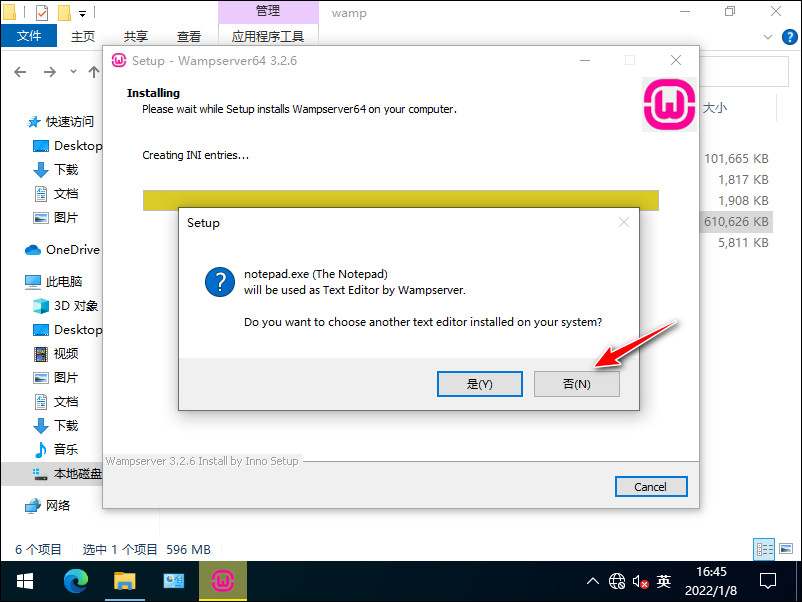 管理
wamp
文件
主页
共享
查看
应用程序工具
Setup - Wampserver64 3.2.6
Installing
Please wait while Setup installs Wampserver64 on your computer.
大小
快速访问
Desktop
下载
文档
图片
OneDrive
此电脑
3D 对象
Desktop
视频
图片
文档
下载
音乐
本地磁盘
网络
Creating INI entries...
101,665 KB
1,817 KB
1,908 KB
610,626 KB
5,811 KB
Setup
notepad.exe (The Notepad)
will be used as Text Editor by Wampserver.
Do you want to choose another text editor installed on your system?
是(Y)
否(N)
Wampserver 3.2.6 Install by Inno Setup
Cancel
6 个项目
选中 1 个项目 596 MB
英
16:45
2022/1/8